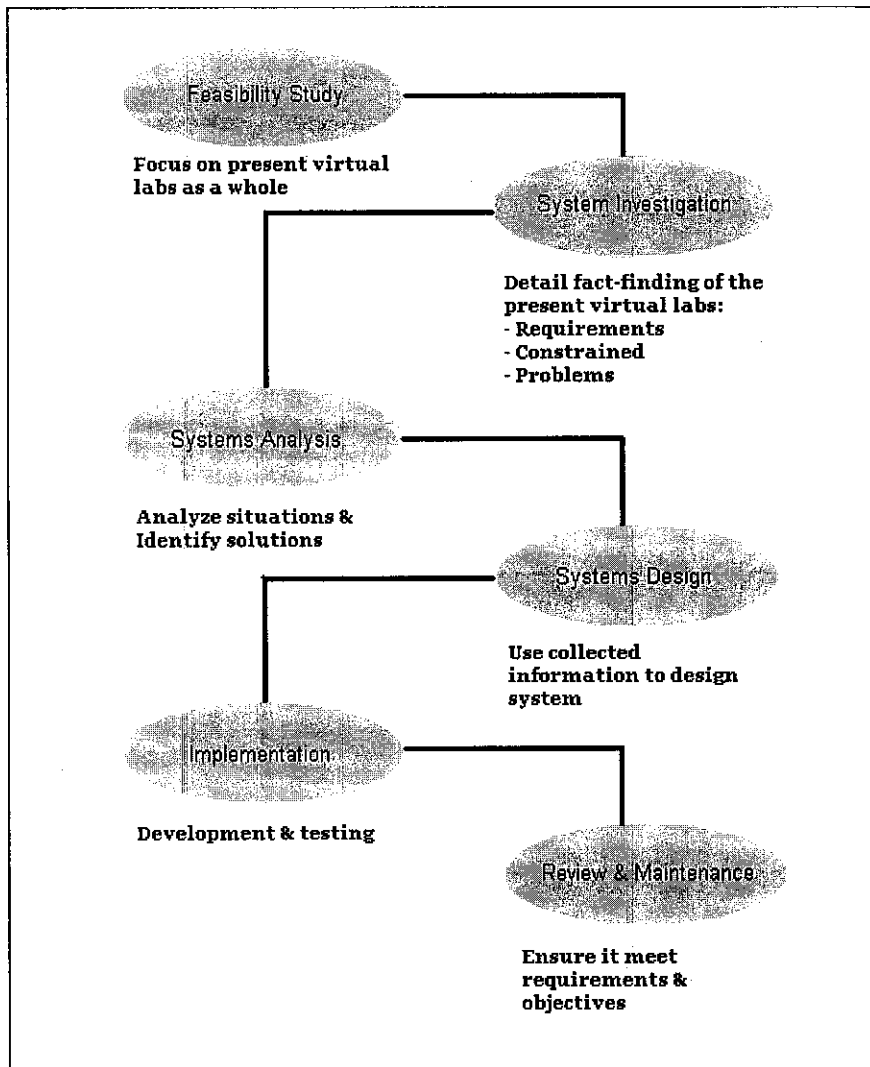 Feasibility Study
Focus on present virtual
labs as a whole
System Investigation
Detail fact-finding of the
present virtual labs:
- Requirements
- Constrained
- Problems
Systems Analysis
Analyze situations &
Identify solutions
Systems Design
Use collected
information to design
system
Implementation
Development & testing
Review & Maintenance
Ensure it meet
requirements &
objectives